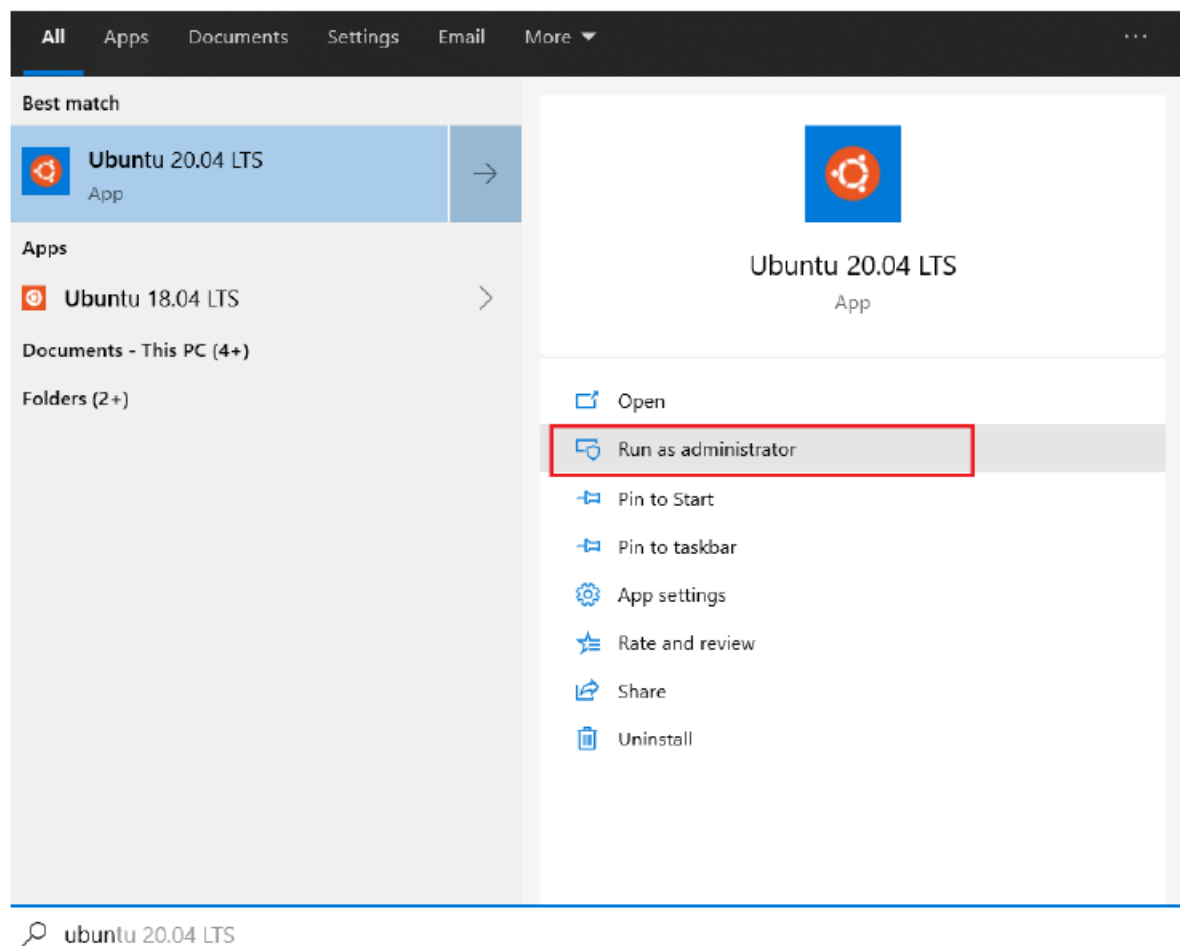 All Apps Documents Settings Email More ...
Best match
Ubuntu 20.04 LTS
App
Apps
Ubuntu 18.04 LTS
Documents - This PC (4+)
Folders (2+)
Ubuntu 20.04 LTS
App
Open
Run as administrator
Pin to Start
Pin to taskbar
App settings
Rate and review
Share
Uninstall
ubuntu 20.04 LTS